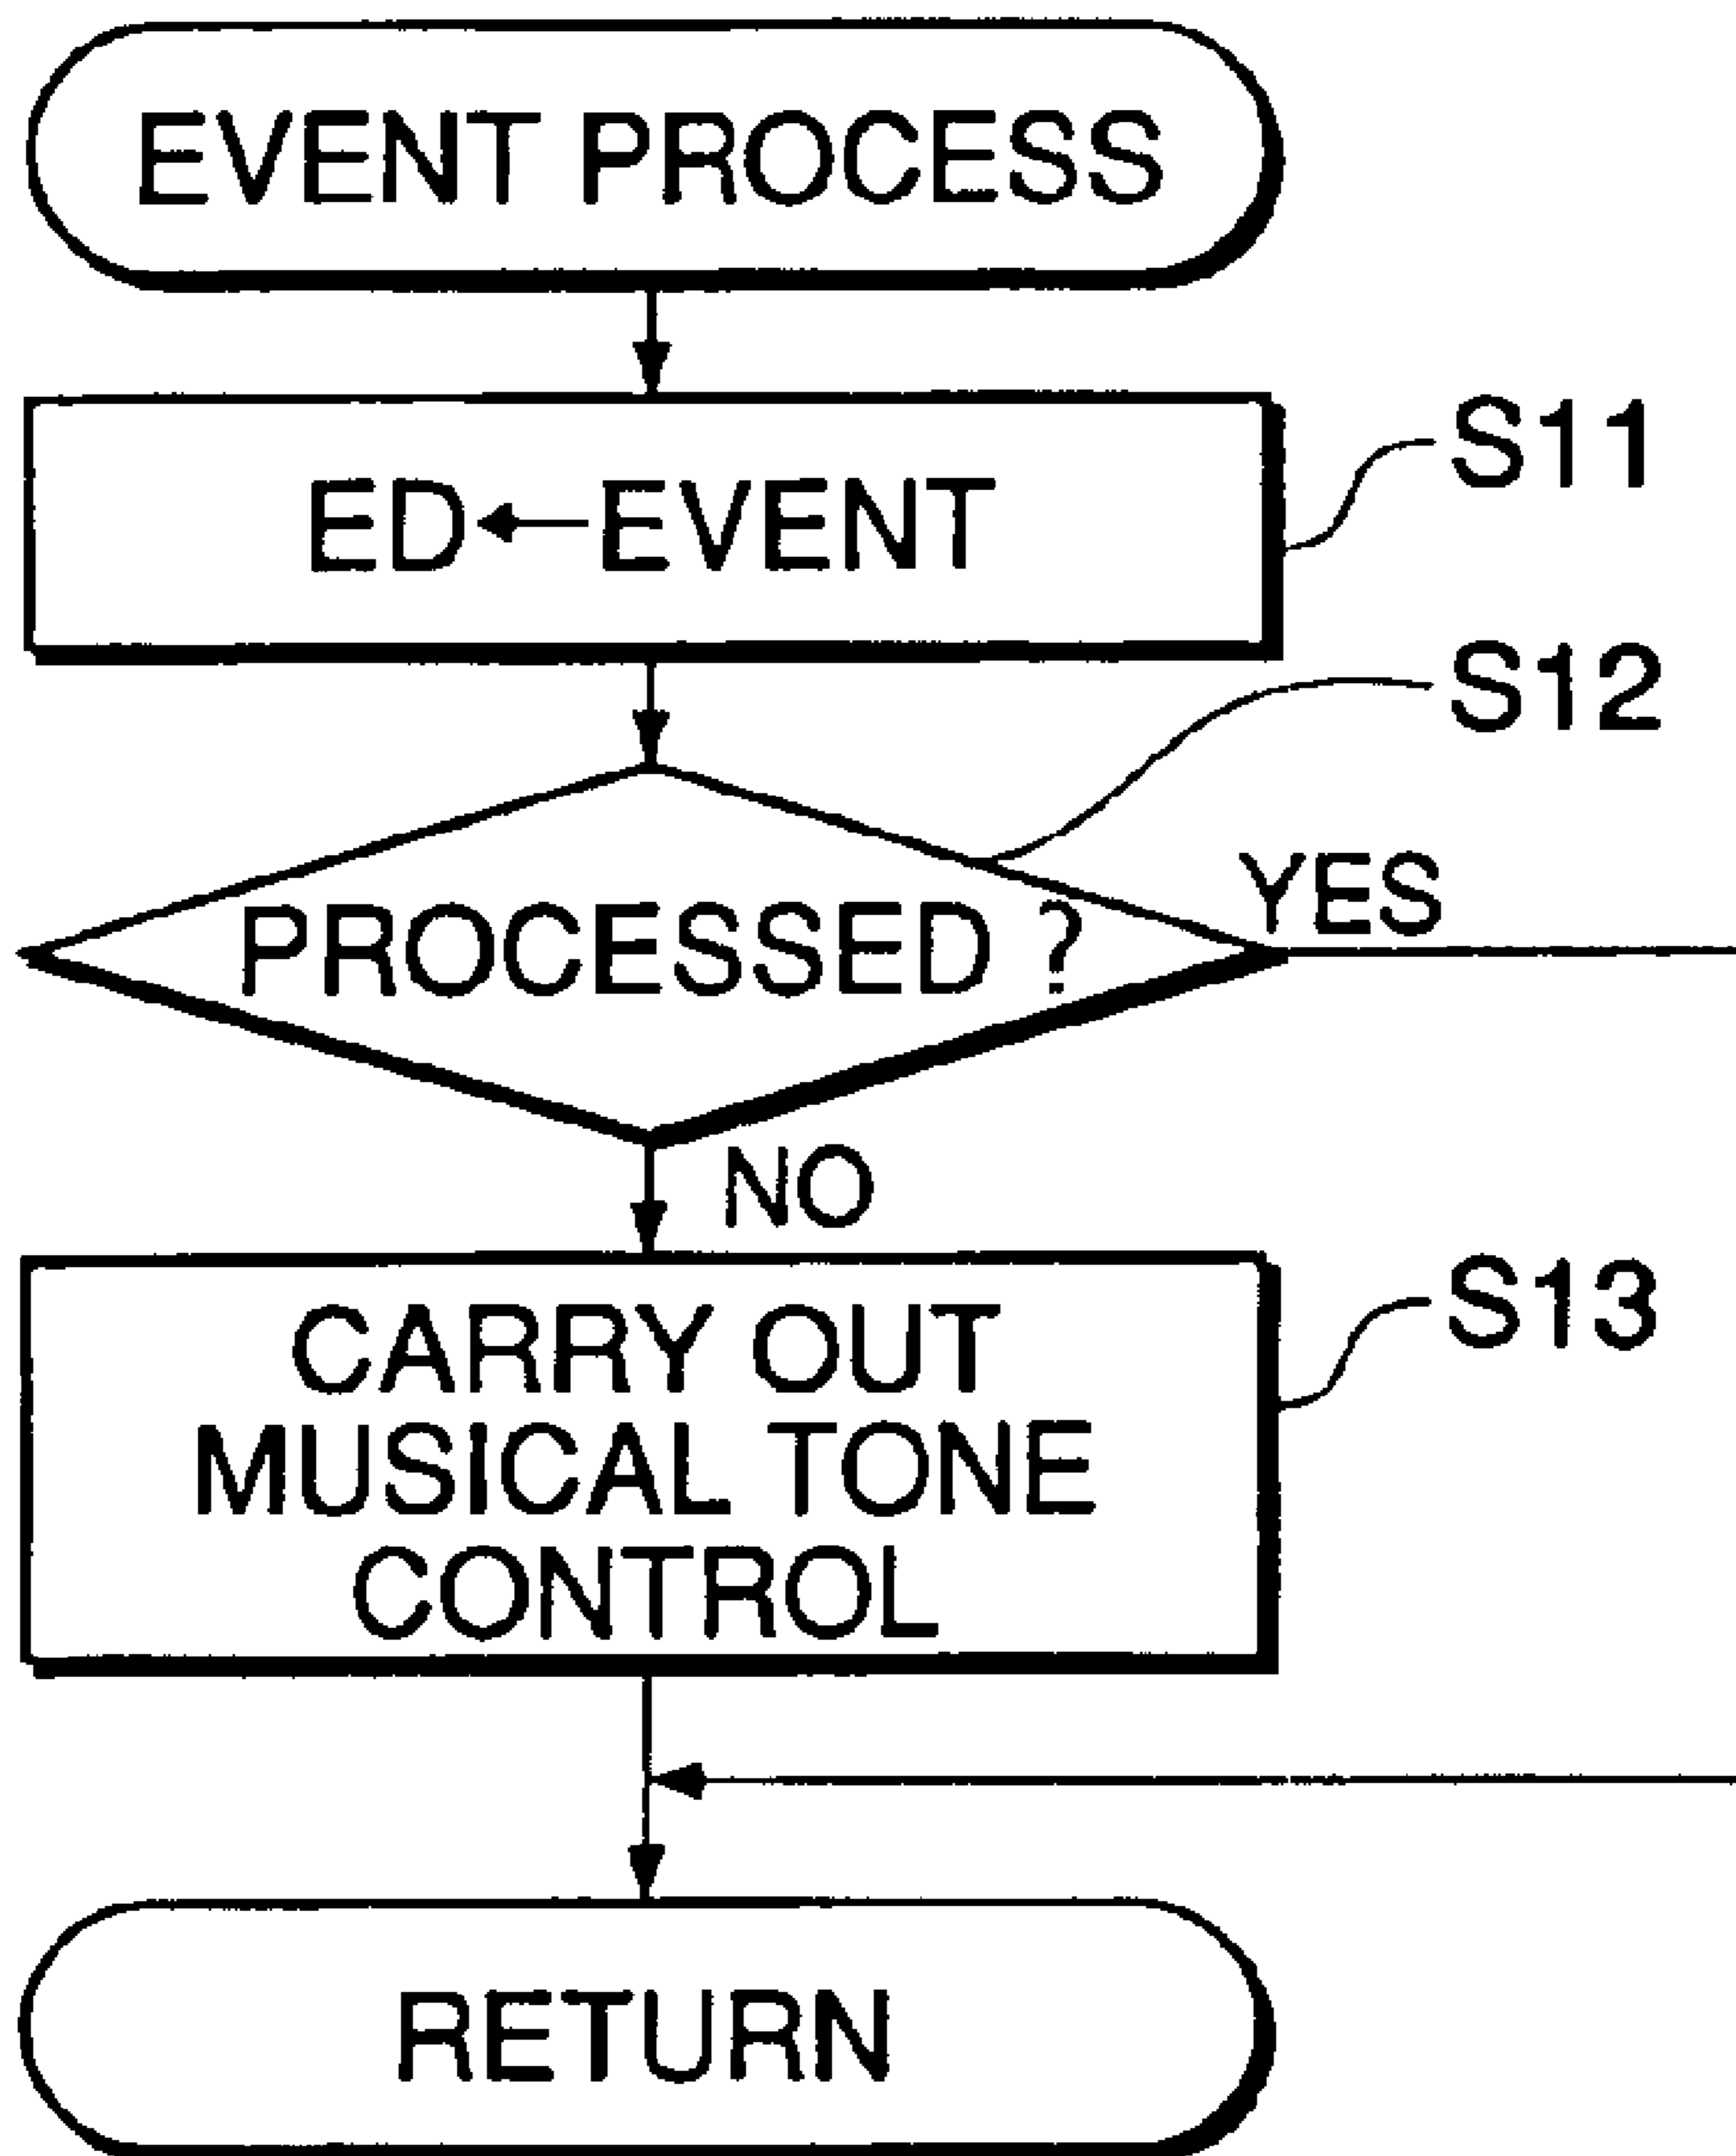 EVENT PROCESS
ED←EVENT
S11
S12
PROCESSED ?
YES
NO
CARRY OUT
MUSICAL TONE
CONTROL
S13
RETURN